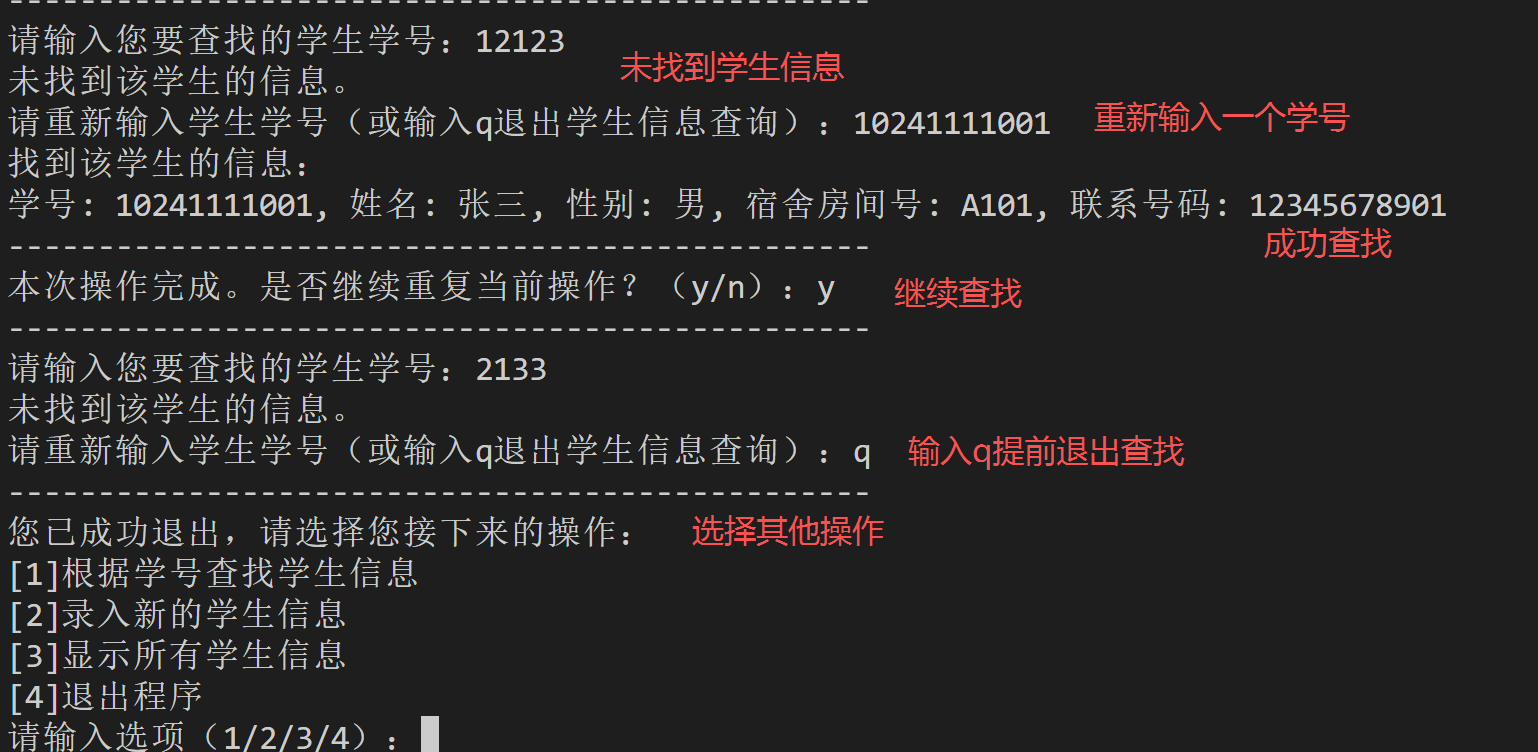 ------------------------------------------------
请输入您要查找的学生学号：12123
未找到该学生的信息。
未找到学生信息
请重新输入学生学号（或输入q退出学生信息查询）：10241111001
重新输入一个学号
找到该学生的信息：
学号: 10241111001, 姓名: 张三, 性别: 男, 宿舍房间号: A101, 联系号码: 12345678901
------------------------------------------------
成功查找
本次操作完成。是否继续重复当前操作？（y/n）：y
继续查找
------------------------------------------------
请输入您要查找的学生学号：2133
未找到该学生的信息。
请重新输入学生学号（或输入q退出学生信息查询）：q
输入q提前退出查找
------------------------------------------------
您已成功退出，请选择您接下来的操作：
选择其他操作
[1]根据学号查找学生信息
[2]录入新的学生信息
[3]显示所有学生信息
[4]退出程序
请输入选项（1/2/3/4）：